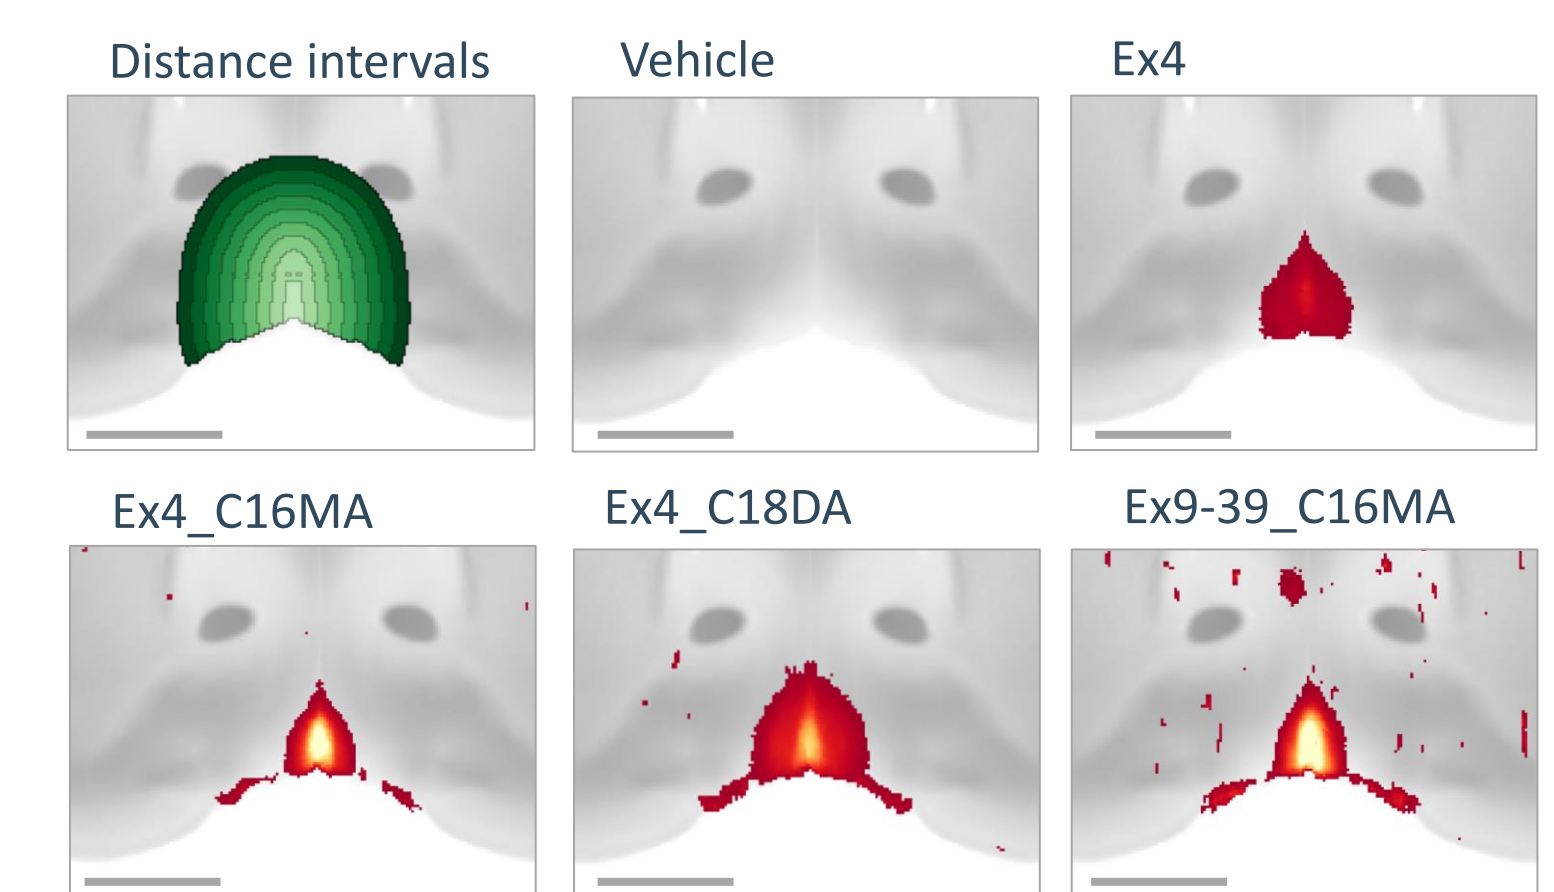 Distance intervals
Vehicle
Ex4
Ex4_C16MA
Ex4_C18DA
Ex9-39_C16MA